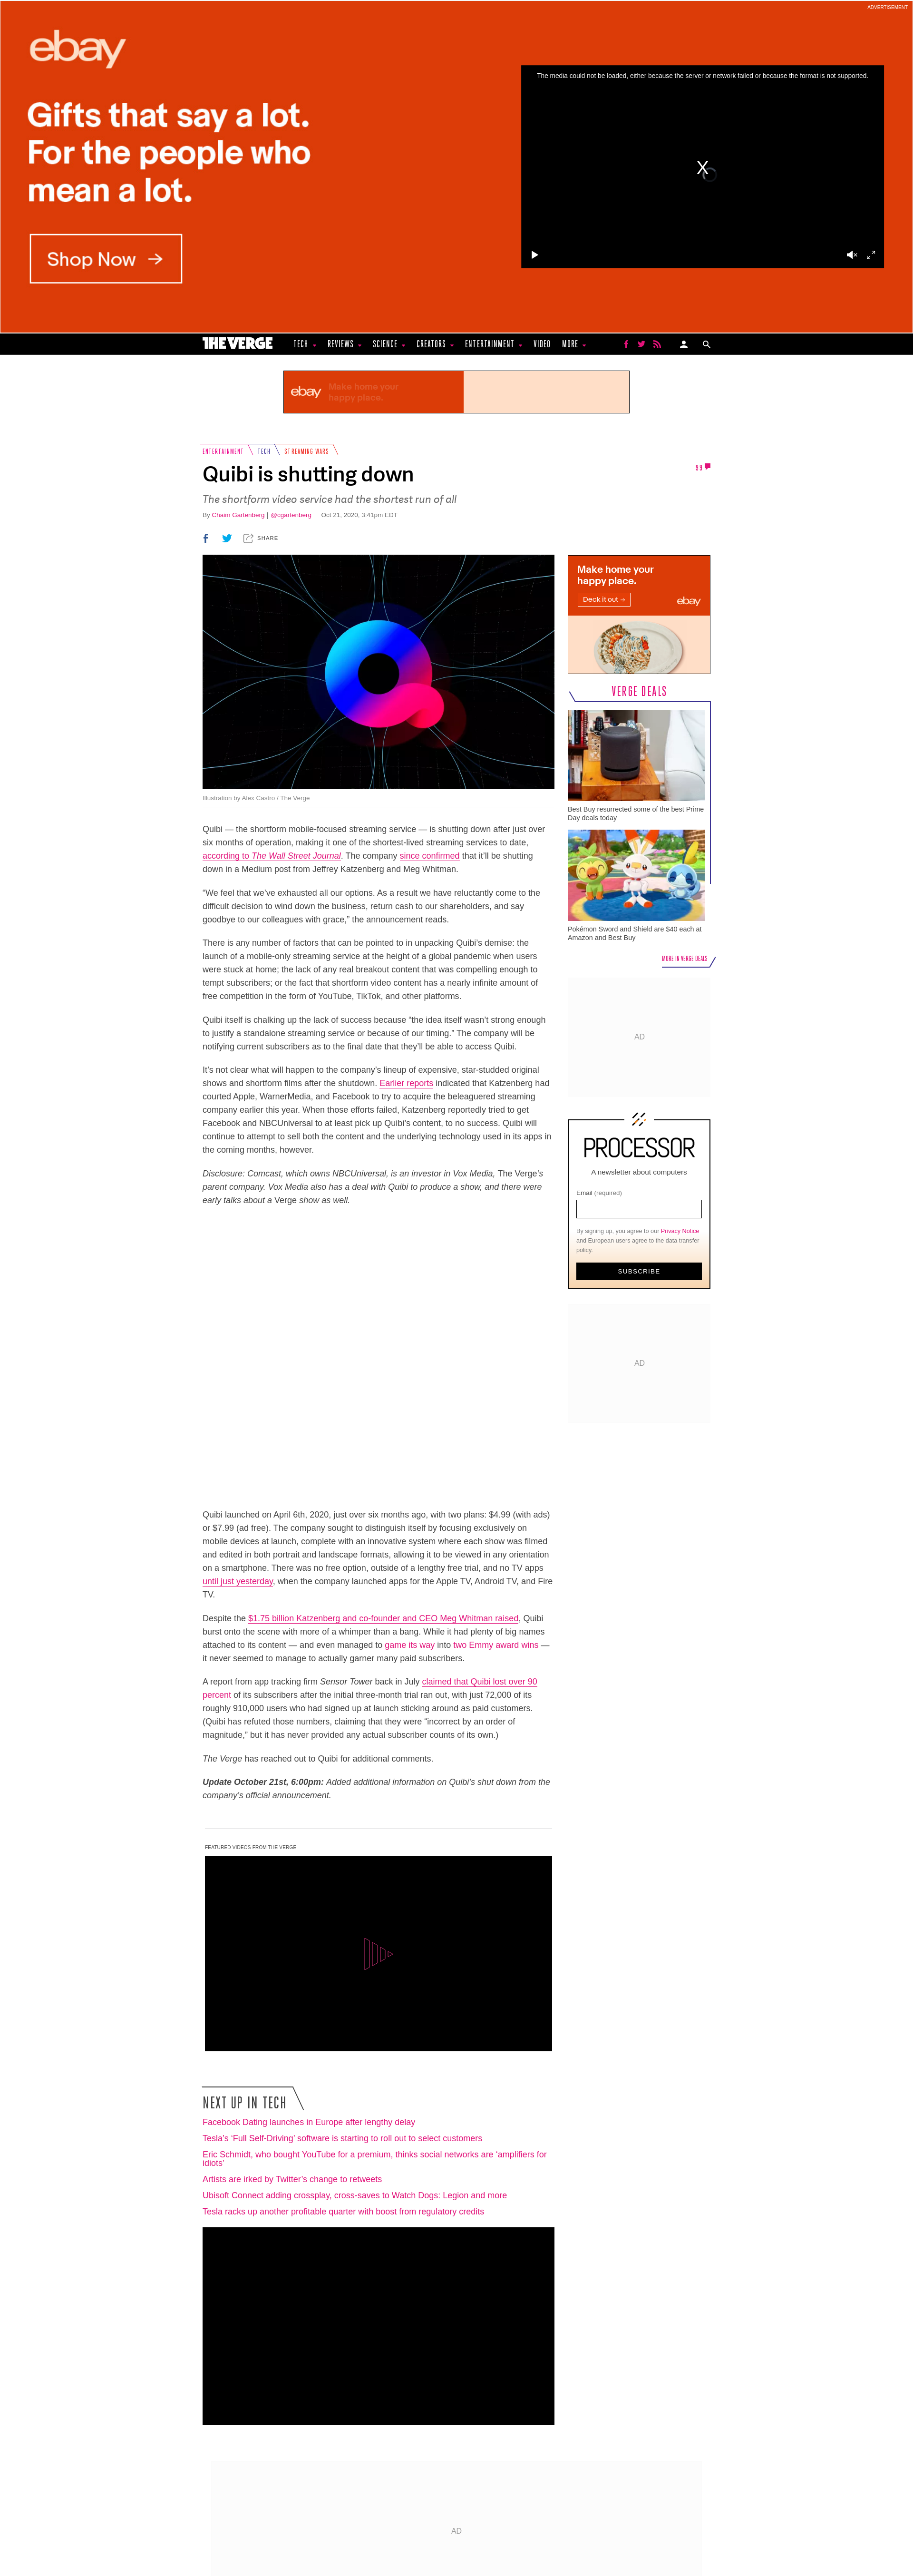 ADVERTISEMENT
ebay
Gifts that say a lot.
For the people who
mean a lot.
Shop Now →
The media could not be loaded, either because the server or network failed or because the format is not supported.
X
THE VERGE
TECH
REVIEWS
SCIENCE
CREATORS
ENTERTAINMENT
VIDEO
MORE
ebay
Make home your
happy place.
ENTERTAINMENT
TECH
STREAMING WARS
Quibi is shutting down
99
The shortform video service had the shortest run of all
By Chaim Gartenberg | @cgartenberg | Oct 21, 2020, 3:41pm EDT
SHARE
Illustration by Alex Castro / The Verge
Quibi — the shortform mobile-focused streaming service — is shutting down after just over
six months of operation, making it one of the shortest-lived streaming services to date,
according to The Wall Street Journal. The company since confirmed that it’ll be shutting
down in a Medium post from Jeffrey Katzenberg and Meg Whitman.
“We feel that we’ve exhausted all our options. As a result we have reluctantly come to the
difficult decision to wind down the business, return cash to our shareholders, and say
goodbye to our colleagues with grace,” the announcement reads.
There is any number of factors that can be pointed to in unpacking Quibi’s demise: the
launch of a mobile-only streaming service at the height of a global pandemic when users
were stuck at home; the lack of any real breakout content that was compelling enough to
tempt subscribers; or the fact that shortform video content has a nearly infinite amount of
free competition in the form of YouTube, TikTok, and other platforms.
Quibi itself is chalking up the lack of success because “the idea itself wasn’t strong enough
to justify a standalone streaming service or because of our timing.” The company will be
notifying current subscribers as to the final date that they’ll be able to access Quibi.
It’s not clear what will happen to the company’s lineup of expensive, star-studded original
shows and shortform films after the shutdown. Earlier reports indicated that Katzenberg had
courted Apple, WarnerMedia, and Facebook to try to acquire the beleaguered streaming
company earlier this year. When those efforts failed, Katzenberg reportedly tried to get
Facebook and NBCUniversal to at least pick up Quibi’s content, to no success. Quibi will
continue to attempt to sell both the content and the underlying technology used in its apps in
the coming months, however.
Disclosure: Comcast, which owns NBCUniversal, is an investor in Vox Media, The Verge’s
parent company. Vox Media also has a deal with Quibi to produce a show, and there were
early talks about a Verge show as well.
Make home your
happy place.
Deck it out →
ebay
VERGE DEALS
Best Buy resurrected some of the best Prime
Day deals today
Pokémon Sword and Shield are $40 each at
Amazon and Best Buy
MORE IN VERGE DEALS
AD
PROCESSOR
A newsletter about computers
Email (required)
By signing up, you agree to our Privacy Notice
and European users agree to the data transfer
policy.
SUBSCRIBE
AD
Quibi launched on April 6th, 2020, just over six months ago, with two plans: $4.99 (with ads)
or $7.99 (ad free). The company sought to distinguish itself by focusing exclusively on
mobile devices at launch, complete with an innovative system where each show was filmed
and edited in both portrait and landscape formats, allowing it to be viewed in any orientation
on a smartphone. There was no free option, outside of a lengthy free trial, and no TV apps
until just yesterday, when the company launched apps for the Apple TV, Android TV, and Fire
TV.
Despite the $1.75 billion Katzenberg and co-founder and CEO Meg Whitman raised, Quibi
burst onto the scene with more of a whimper than a bang. While it had plenty of big names
attached to its content — and even managed to game its way into two Emmy award wins —
it never seemed to manage to actually garner many paid subscribers.
A report from app tracking firm Sensor Tower back in July claimed that Quibi lost over 90
percent of its subscribers after the initial three-month trial ran out, with just 72,000 of its
roughly 910,000 users who had signed up at launch sticking around as paid customers.
(Quibi has refuted those numbers, claiming that they were “incorrect by an order of
magnitude,” but it has never provided any actual subscriber counts of its own.)
The Verge has reached out to Quibi for additional comments.
Update October 21st, 6:00pm: Added additional information on Quibi’s shut down from the
company’s official announcement.
FEATURED VIDEOS FROM THE VERGE
NEXT UP IN TECH
Facebook Dating launches in Europe after lengthy delay
Tesla’s ‘Full Self-Driving’ software is starting to roll out to select customers
Eric Schmidt, who bought YouTube for a premium, thinks social networks are ‘amplifiers for
idiots’
Artists are irked by Twitter’s change to retweets
Ubisoft Connect adding crossplay, cross-saves to Watch Dogs: Legion and more
Tesla racks up another profitable quarter with boost from regulatory credits
AD